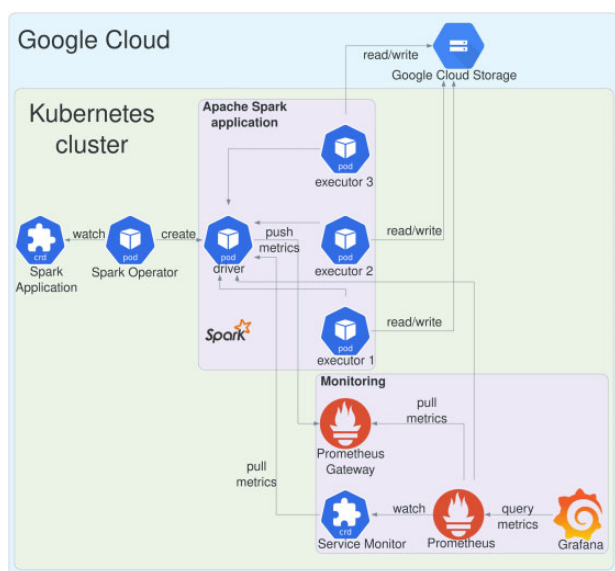 Google Cloud
read/write
Google Cloud Storage
Kubernetes
cluster
Apache Spark
application
pod
executor 3
watch
create
push
metrics
read/write
crd
Spark
Application
pod
Spark Operator
pod
driver
pod
executor 2
Spark
pod
executor 1
read/write
Monitoring
pull
metrics
Prometheus
Gateway
pull
metrics
crd
Service Monitor
watch
Prometheus
query
metrics
Grafana